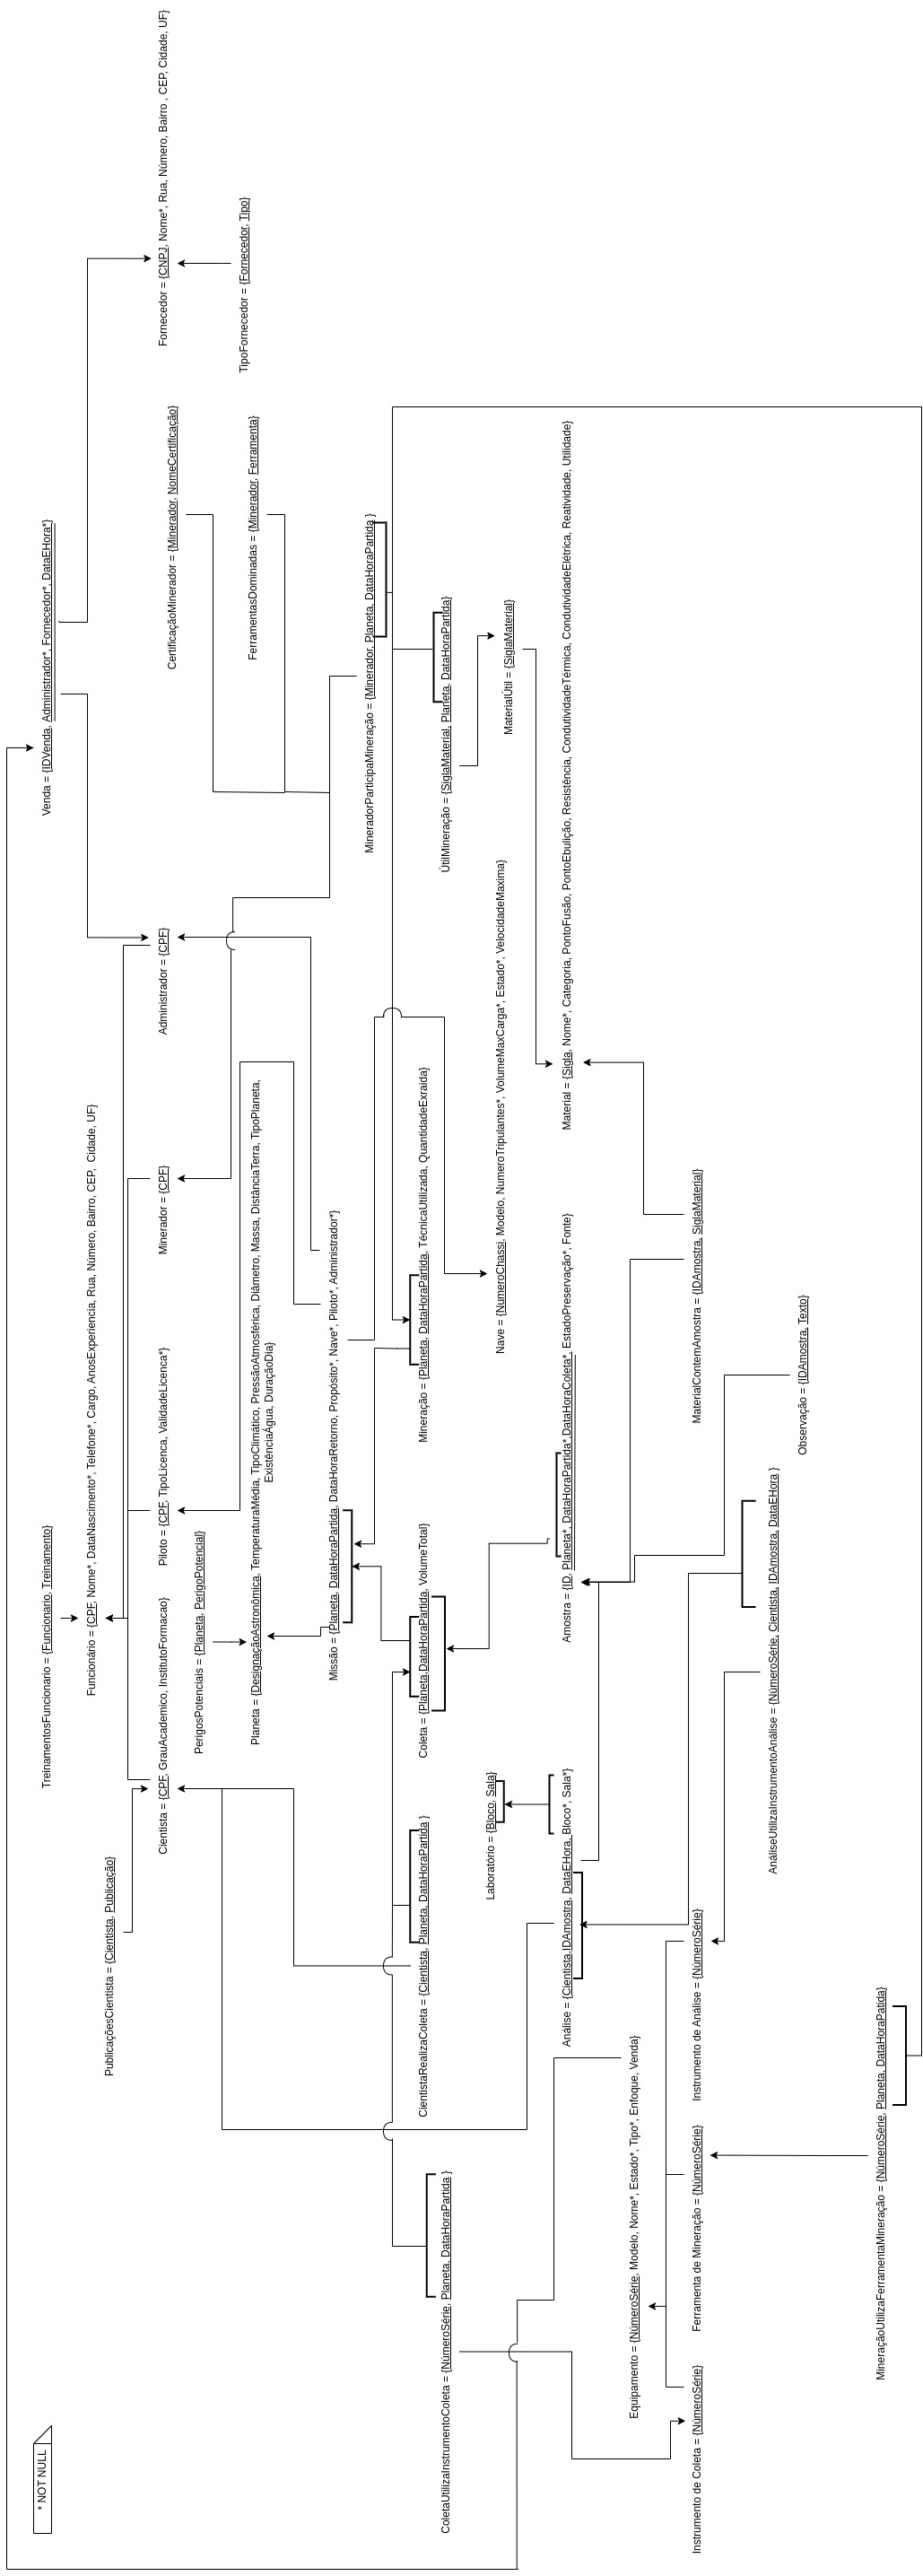 * NOT NULL
TreinamentosFuncionario = {Funcionario, Treinamento}
Venda = {IDVenda, Administrador*, Fornecedor*, DataEHora*}
Funcionário = {CPF, Nome*, DataNascimento*, Telefone*, Cargo, AnosExperiencia, Rua, Número, Bairro, CEP, Cidade, UF}
PublicaçõesCientista = {Cientista, Publicação}
Cientista = {CPF, GrauAcademico, InstitutoFormacao}
Piloto = {CPF, TipoLicenca, ValidadeLicenca*}
Minerador = {CPF}
Administrador = {CPF}
Fornecedor = {CNPJ, Nome*, Rua, Número, Bairro , CEP, Cidade, UF}
CertificaçãoMinerador = {Minerador, NomeCertificação}
PerigosPotenciais = {Planeta, PerigoPotencial}
TipoFornecedor = {Fornecedor, Tipo}
FerramentasDominadas = {Minerador, Ferramenta}
Planeta = {DesignaçãoAstronômica, TemperaturaMédia, TipoClimático, PressãoAtmosférica, Diâmetro, Massa, DistânciaTerra, TipoPlaneta,
ExistênciaÁgua, DuraçãoDia}
Missão = {Planeta, DataHoraPartida, DataHoraRetorno, Propósito*, Nave*, Piloto*, Administrador*}
MineradorParticipaMineração = {Minerador, Planeta, DataHoraPartida }
CientistaRealizaColeta = {Cientista, Planeta, DataHoraPartida }
Coleta = {Planeta,DataHoraPartida, VolumeTotal}
Mineração = {Planeta, DataHoraPartida, TécnicaUtilizada, QuantidadeExraida}
ColetaUtilizaInstrumentoColeta = {NúmeroSérie, Planeta, DataHoraPartida }
ÚtilMineração = {SiglaMaterial, Planeta, DataHoraPartida}
Laboratório = {Bloco, Sala}
Nave = {NumeroChassi, Modelo, NumeroTripulantes*, VolumeMaxCarga*, Estado*, VelocidadeMaxima}
MaterialÚtil = {SiglaMaterial}
Análise = {Cientista,IDAmostra, DataEHora, Bloco*, Sala*}
Amostra = {ID, Planeta*, DataHoraPartida*,DataHoraColeta*, EstadoPreservação*, Fonte}
Material = {Sigla, Nome*, Categoria, PontoFusão, PontoEbulição, Resistência, CondutividadeTérmica, CondutividadeElétrica, Reatividade, Utilidade}
Equipamento = {NúmeroSérie, Modelo, Nome*, Estado*, Tipo*, Enfoque, Venda}
Instrumento de Coleta = {NúmeroSérie}
Ferramenta de Mineração = {NúmeroSérie}
Instrumento de Análise = {NúmeroSérie}
MaterialContemAmostra = {IDAmostra, SiglaMaterial}
AnáliseUtilizaInstrumentoAnálise = {NúmeroSérie, Cientista, IDAmostra, DataEHora }
Observação = {IDAmostra, Texto}
MineraçãoUtilizaFerramentaMineração = {NúmeroSérie, Planeta, DataHoraPatida}